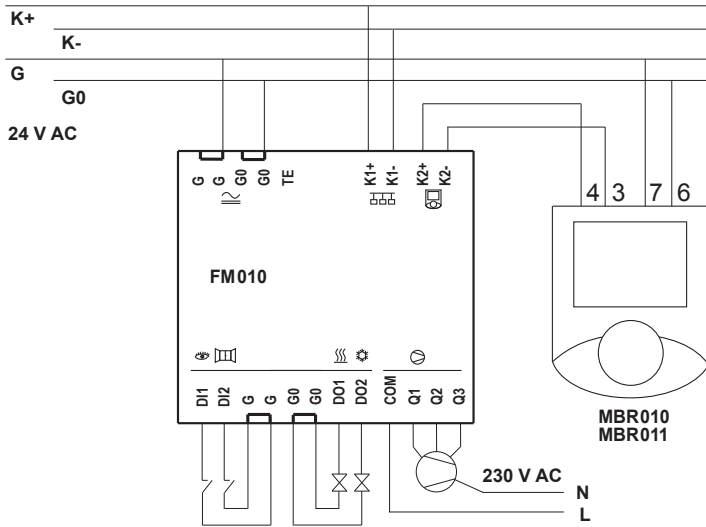 K+
K-
G
G0
24 V AC
G G G0 G0 TE K1+ K1- K2+ K2-
4 3 7 6
FM010
DI1 DI2 G G G0 G0 DO1 DO2 COM Q1 Q2 Q3
MBR010
MBR011
230 V AC
N
L